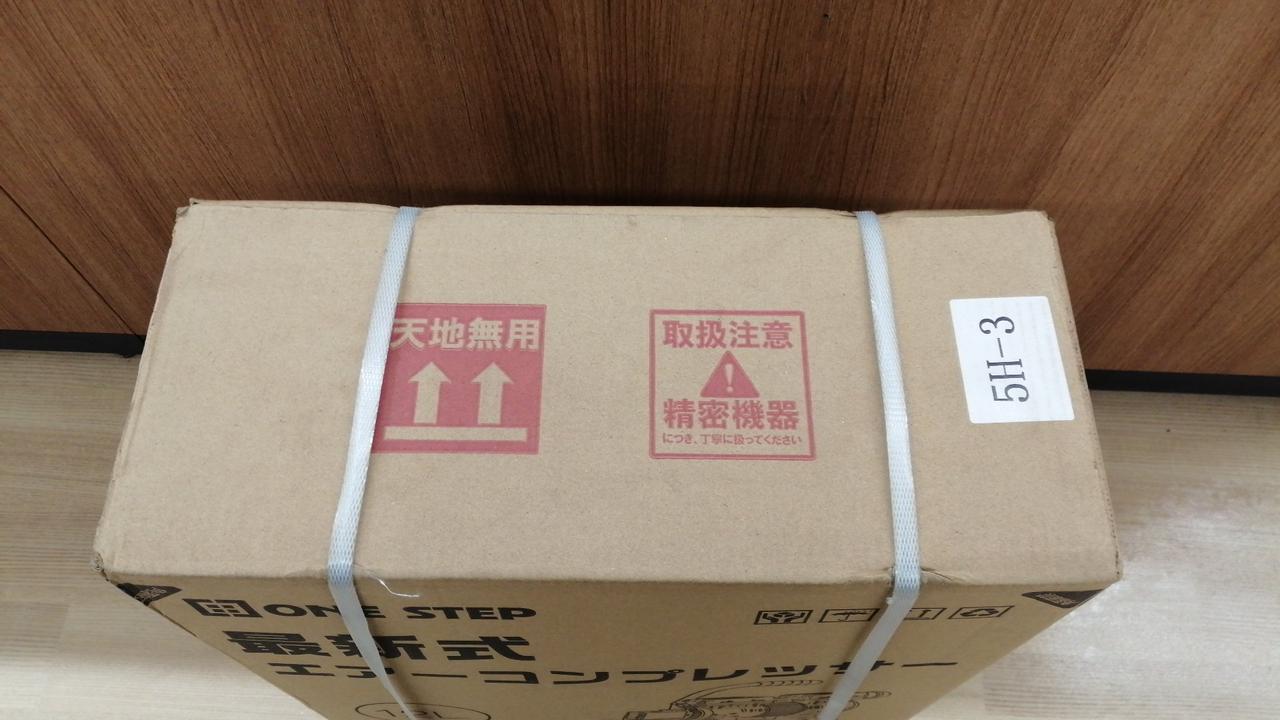 天地無用
取扱注意
精密機器
につき、丁寧に扱ってください
5H-3
ONE STEP
最新式
エアーコンプレッサー